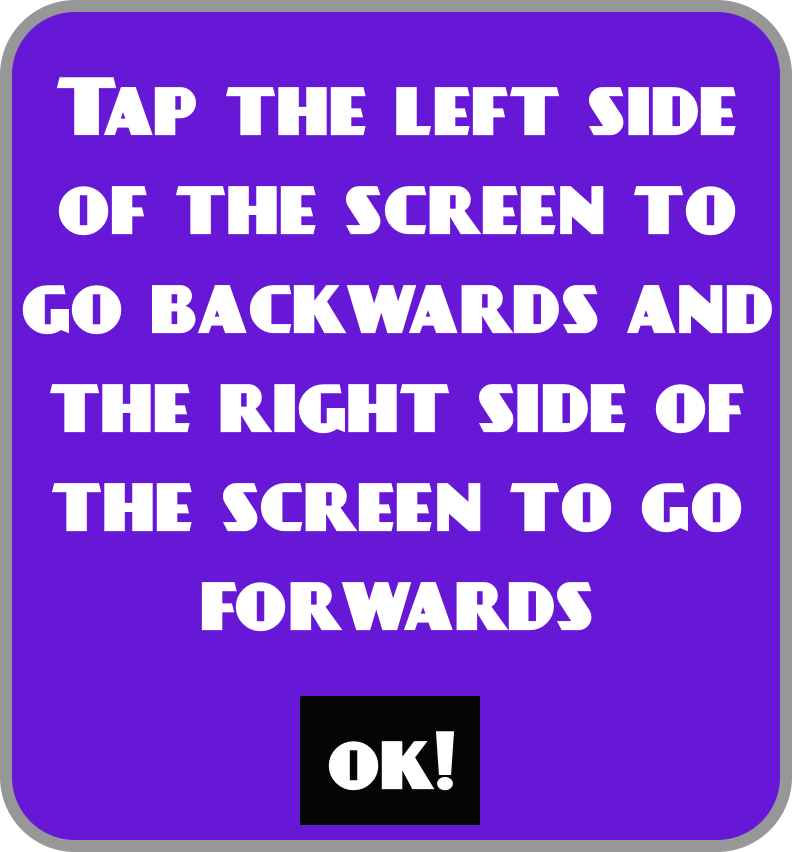 Tap the left side
of the screen to
go backwards and
the right side of
the screen to go
forwards
ok!